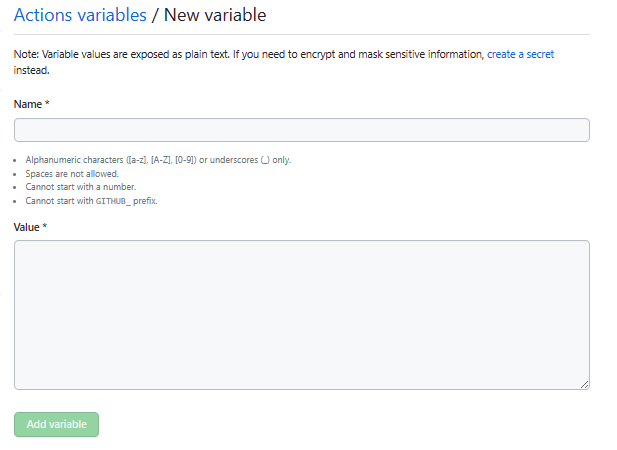 Actions variables / New variable
Note: Variable values are exposed as plain text. If you need to encrypt and mask sensitive information, create a secret
instead.
Name *
• Alphanumeric characters ([a-z], [A-Z], [0-9]) or underscores (_) only.
• Spaces are not allowed.
• Cannot start with a number.
• Cannot start with GITHUB_ prefix.
Value *
Add variable